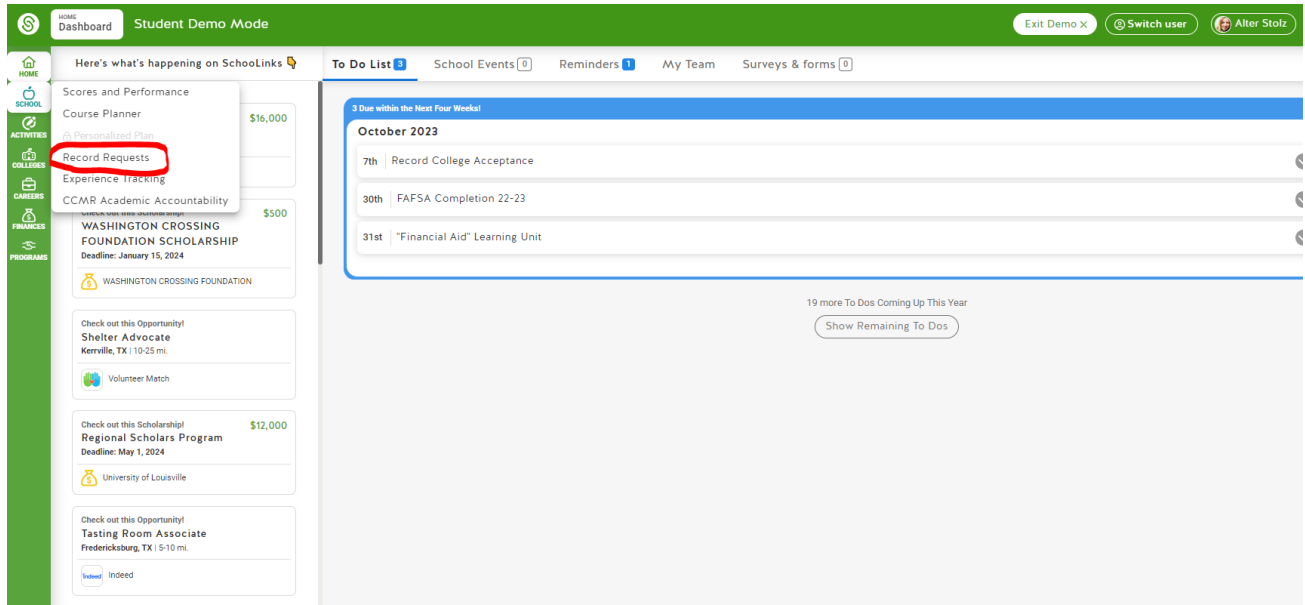 HOME
Dashboard
Student Demo Mode
Exit Demo ×
Switch user
Alter Stolz
HOME
SCHOOL
ACTIVITIES
COLLEGES
CAREERS
FINANCES
PROGRAMS
Here's what's happening on SchooLinks
Scores and Performance
Course Planner
Personalized Plan
Record Requests
Experience Tracking
CCMR Academic Accountability
$16,000
Check out this Scholarship!
$500
WASHINGTON CROSSING
FOUNDATION SCHOLARSHIP
Deadline: January 15, 2024
WASHINGTON CROSSING FOUNDATION
Check out this Opportunity!
Shelter Advocate
Kerrville, TX | 10-25 mi.
Volunteer Match
Check out this Scholarship!
$12,000
Regional Scholars Program
Deadline: May 1, 2024
University of Louisville
Check out this Opportunity!
Tasting Room Associate
Fredericksburg, TX | 5-10 mi.
Indeed
Indeed
To Do List 3
School Events 0
Reminders 1
My Team
Surveys & forms 0
3 Due within the Next Four Weeks!
October 2023
7th Record College Acceptance
30th FAFSA Completion 22-23
31st "Financial Aid" Learning Unit
19 more To Dos Coming Up This Year
Show Remaining To Dos